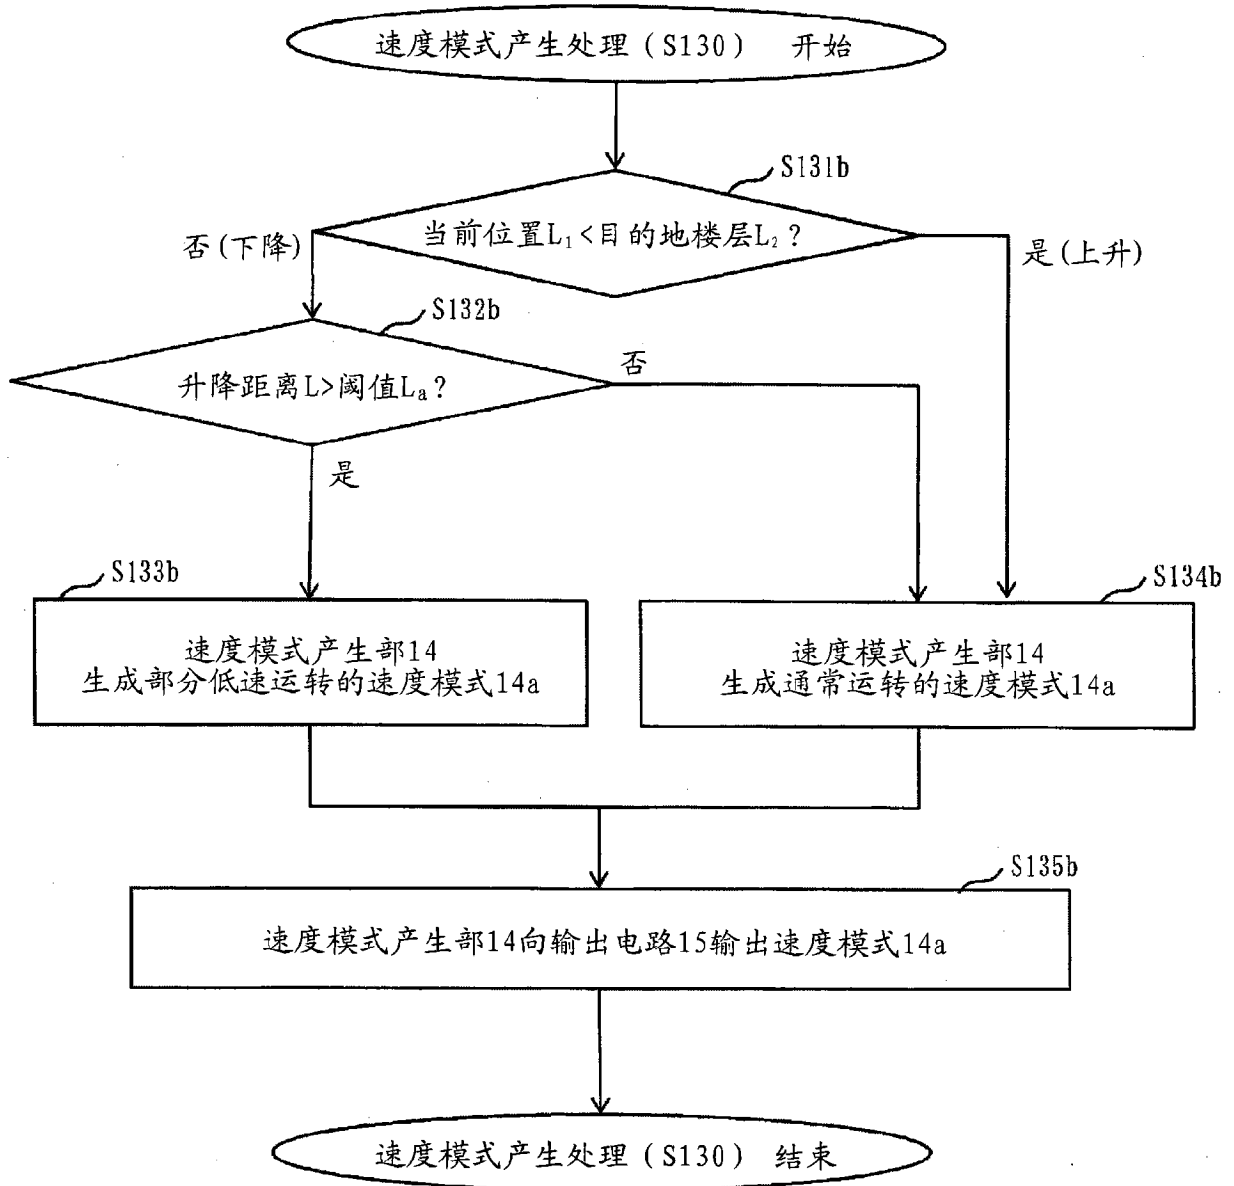 速度模式产生处理(S130) 开始
S131b
当前位置L₁<目的地楼层L₂?
否(下降)
是(上升)
S132b
升降距离L>阈值Lₐ?
否
是
S133b
速度模式产生部14
生成部分低速运转的速度模式14a
S134b
速度模式产生部14
生成通常运转的速度模式14a
S135b
速度模式产生部14向输出电路15输出速度模式14a
速度模式产生处理(S130) 结束